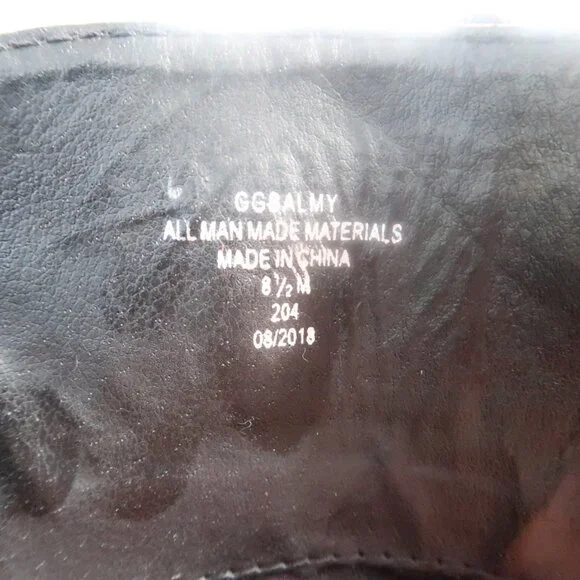 GGBALMY
ALL MAN MADE MATERIALS
MADE IN CHINA
8 ½ M
204
08/2018